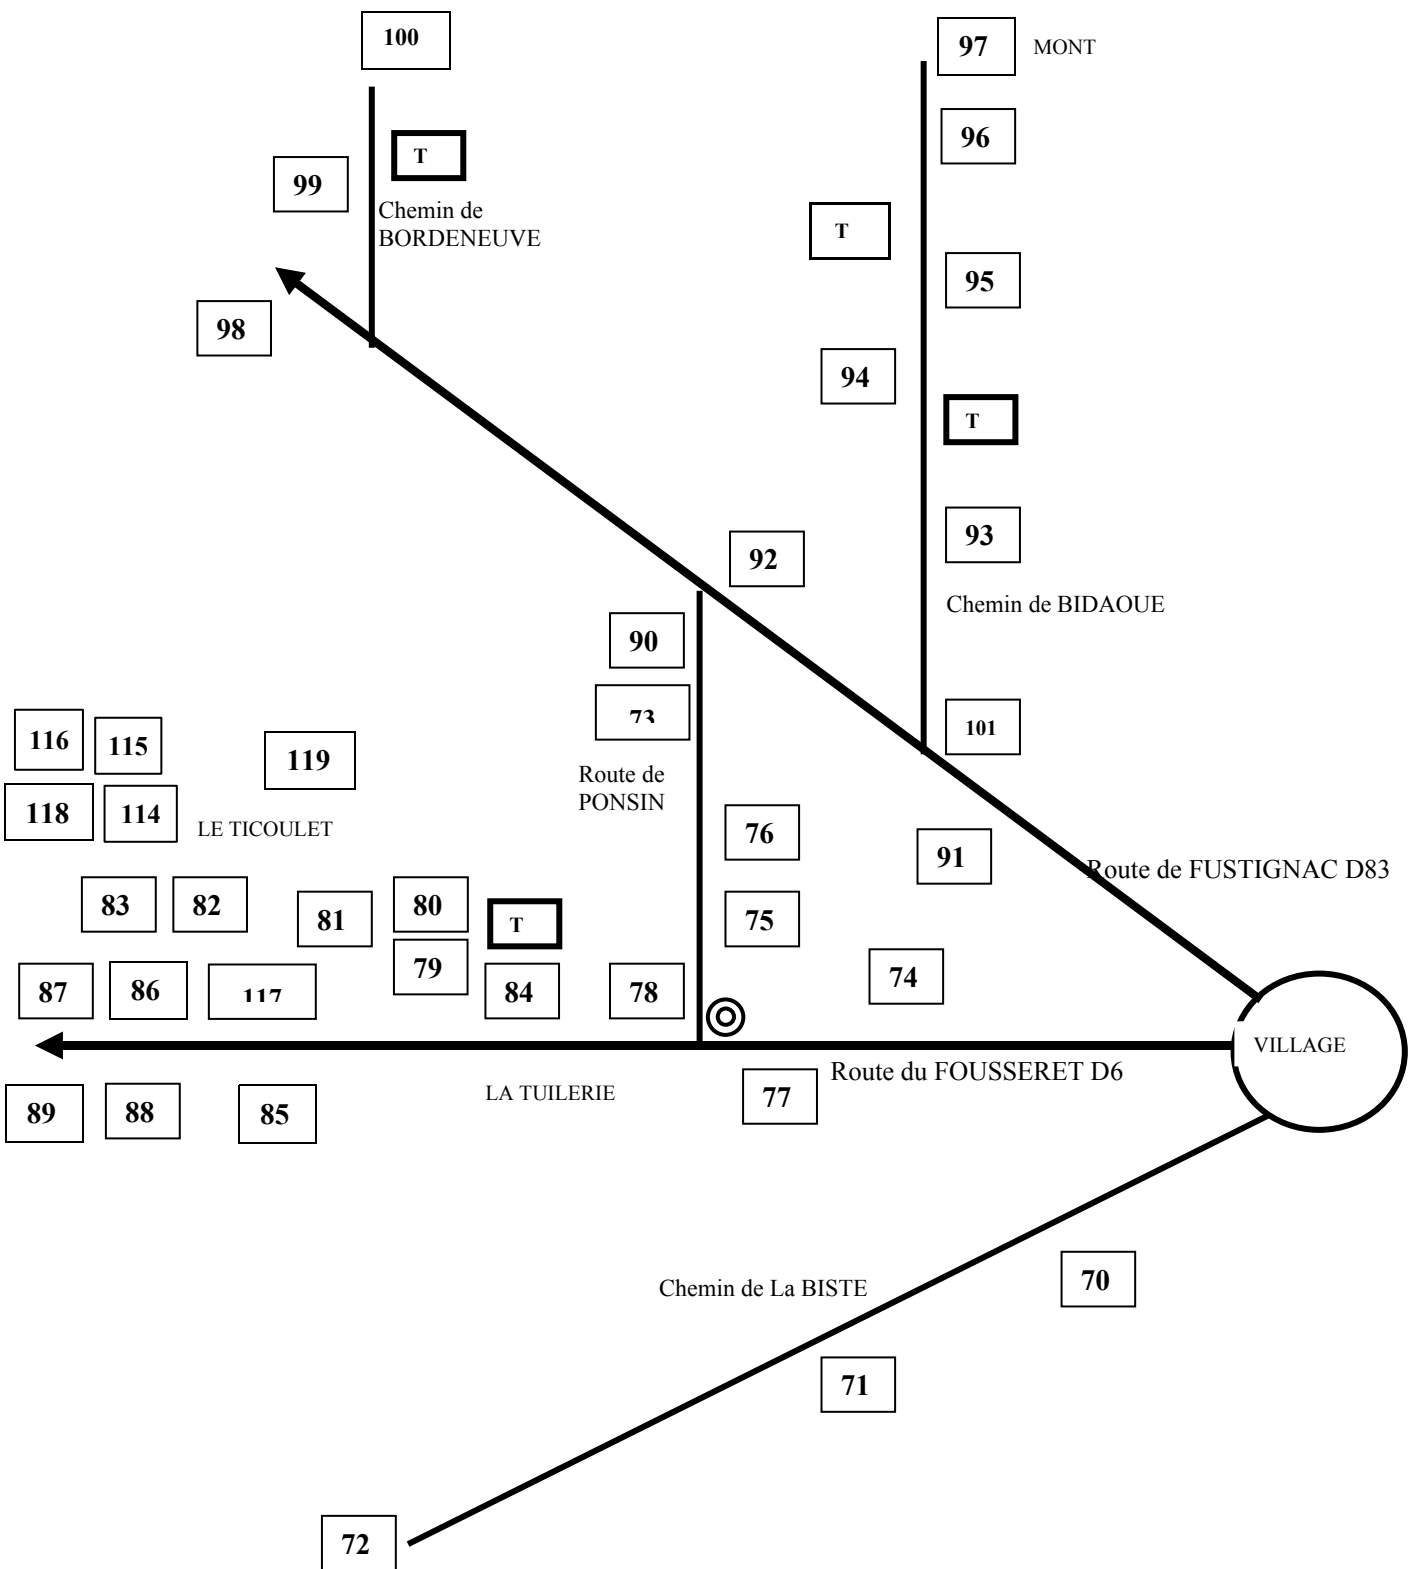 100
97
MONT
96
T
99
Chemin de
BORDENEUVE
T
95
98
94
T
93
92
Chemin de BIDAOUE
90
73
101
116
115
119
Route de
PONSIN
118
114
LE TICOULET
76
91
Route de FUSTIGNAC D83
83
82
81
80
T
75
79
74
87
86
117
84
78
VILLAGE
Route du FOUSSERET D6
LA TUILERIE
77
89
88
85
70
Chemin de La BISTE
71
72